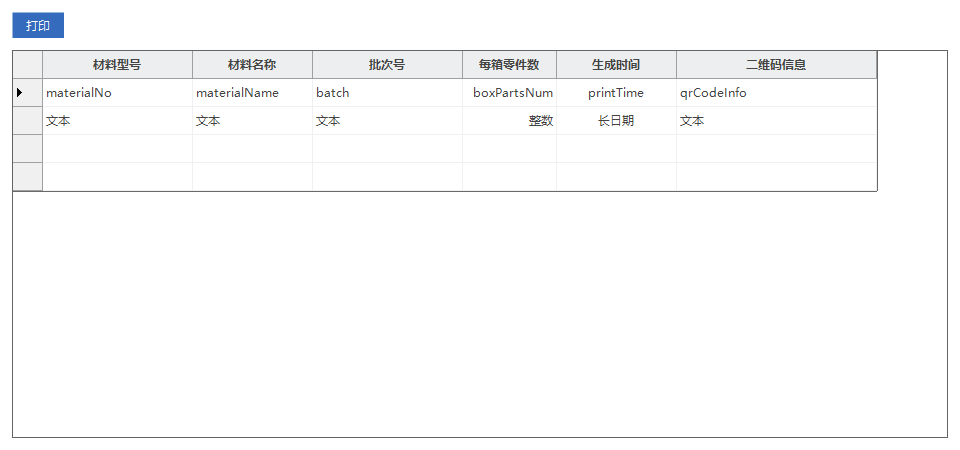 打印
材料型号 材料名称 批次号 每箱零件数 生成时间 二维码信息
materialNo materialName batch boxPartsNum printTime qrCodeInfo
文本 文本 文本 整数 长日期 文本